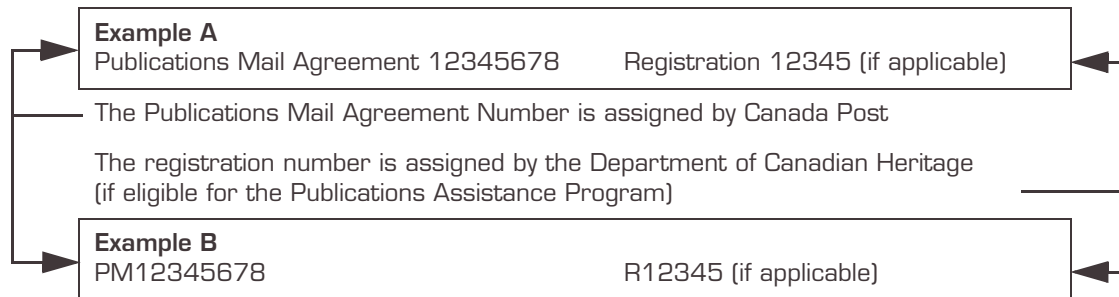 Example A
Publications Mail Agreement 12345678 Registration 12345 (if applicable)
The Publications Mail Agreement Number is assigned by Canada Post
The registration number is assigned by the Department of Canadian Heritage
(if eligible for the Publications Assistance Program)
Example B
PM12345678 R12345 (if applicable)